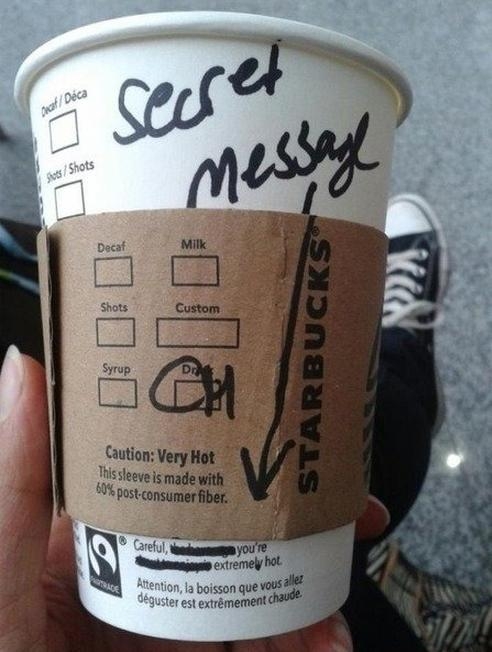 Decaf / Déca
Secret
Shots / Shots
Message
Decaf
Milk
Shots
Custom
Syrup
CH
STARBUCKS®
Caution: Very Hot
This sleeve is made with
60% post-consumer fiber.
FAIRTRADE
®
Careful, you're
extremely hot.
Attention, la boisson que vous allez
déguster est extrêmement chaude.